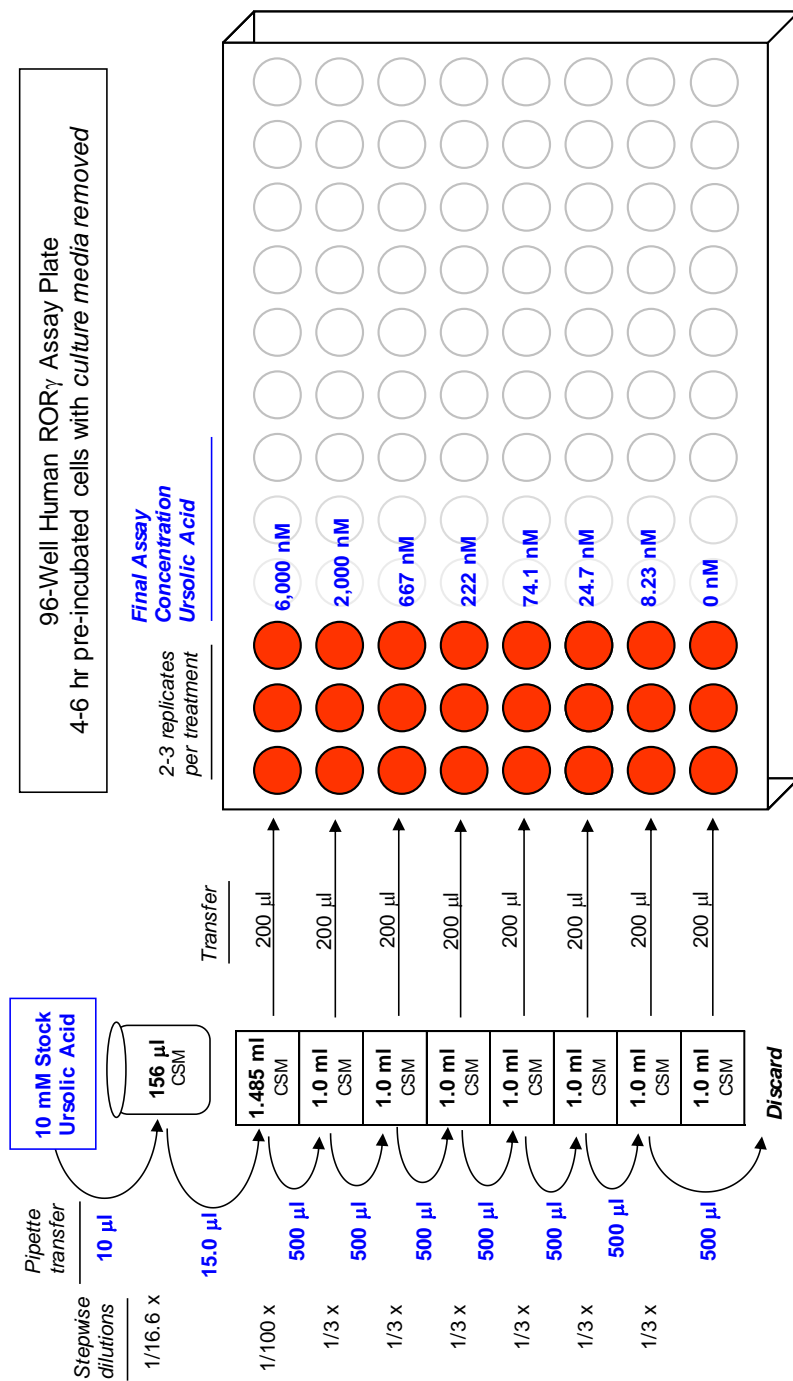 96-Well Human RORγ Assay Plate
4-6 hr pre-incubated cells with culture media removed
Stepwise
dilutions
Pipette
transfer
10 mM Stock
Ursolic Acid
Transfer
2-3 replicates
per treatment
Final Assay
Concentration
Ursolic Acid
1/16.6 x
10 µl
156 µl
CSM
15.0 µl
1/100 x
1.485 ml
CSM
200 µl
6,000 nM
500 µl
1/3 x
1.0 ml
CSM
200 µl
2,000 nM
500 µl
1/3 x
1.0 ml
CSM
200 µl
667 nM
500 µl
1/3 x
1.0 ml
CSM
200 µl
222 nM
500 µl
1/3 x
1.0 ml
CSM
200 µl
74.1 nM
500 µl
1/3 x
1.0 ml
CSM
200 µl
24.7 nM
500 µl
1/3 x
1.0 ml
CSM
200 µl
8.23 nM
500 µl
1.0 ml
CSM
200 µl
0 nM
Discard